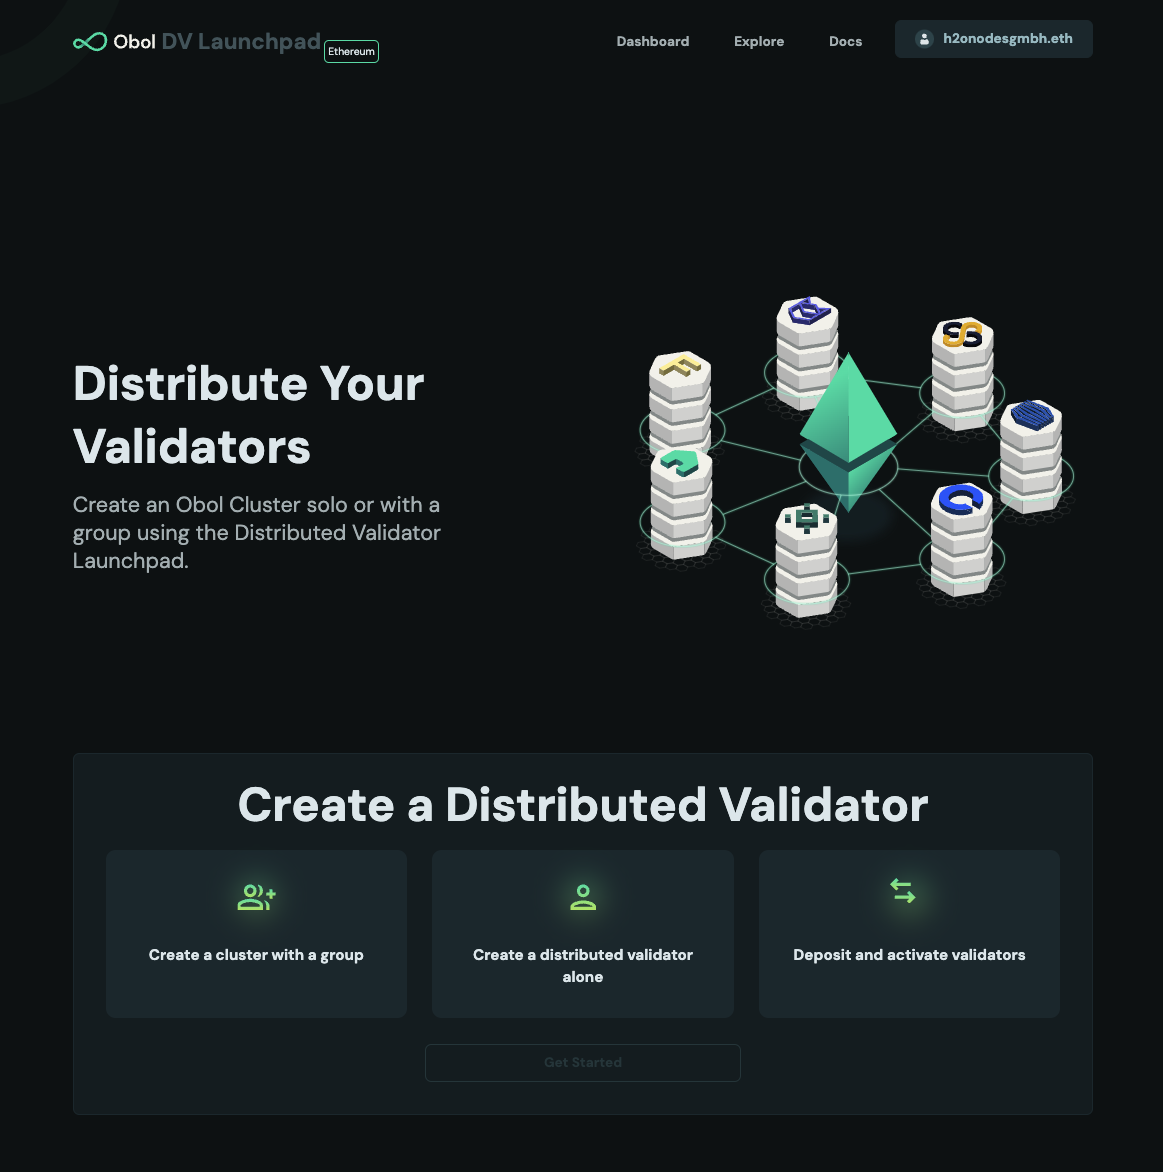 Obol DV Launchpad Ethereum
Dashboard Explore Docs h2onodesgmbh.eth
Distribute Your
Validators
Create an Obol Cluster solo or with a
group using the Distributed Validator
Launchpad.
Create a Distributed Validator
Create a cluster with a group
Create a distributed validator
alone
Deposit and activate validators
Get Started